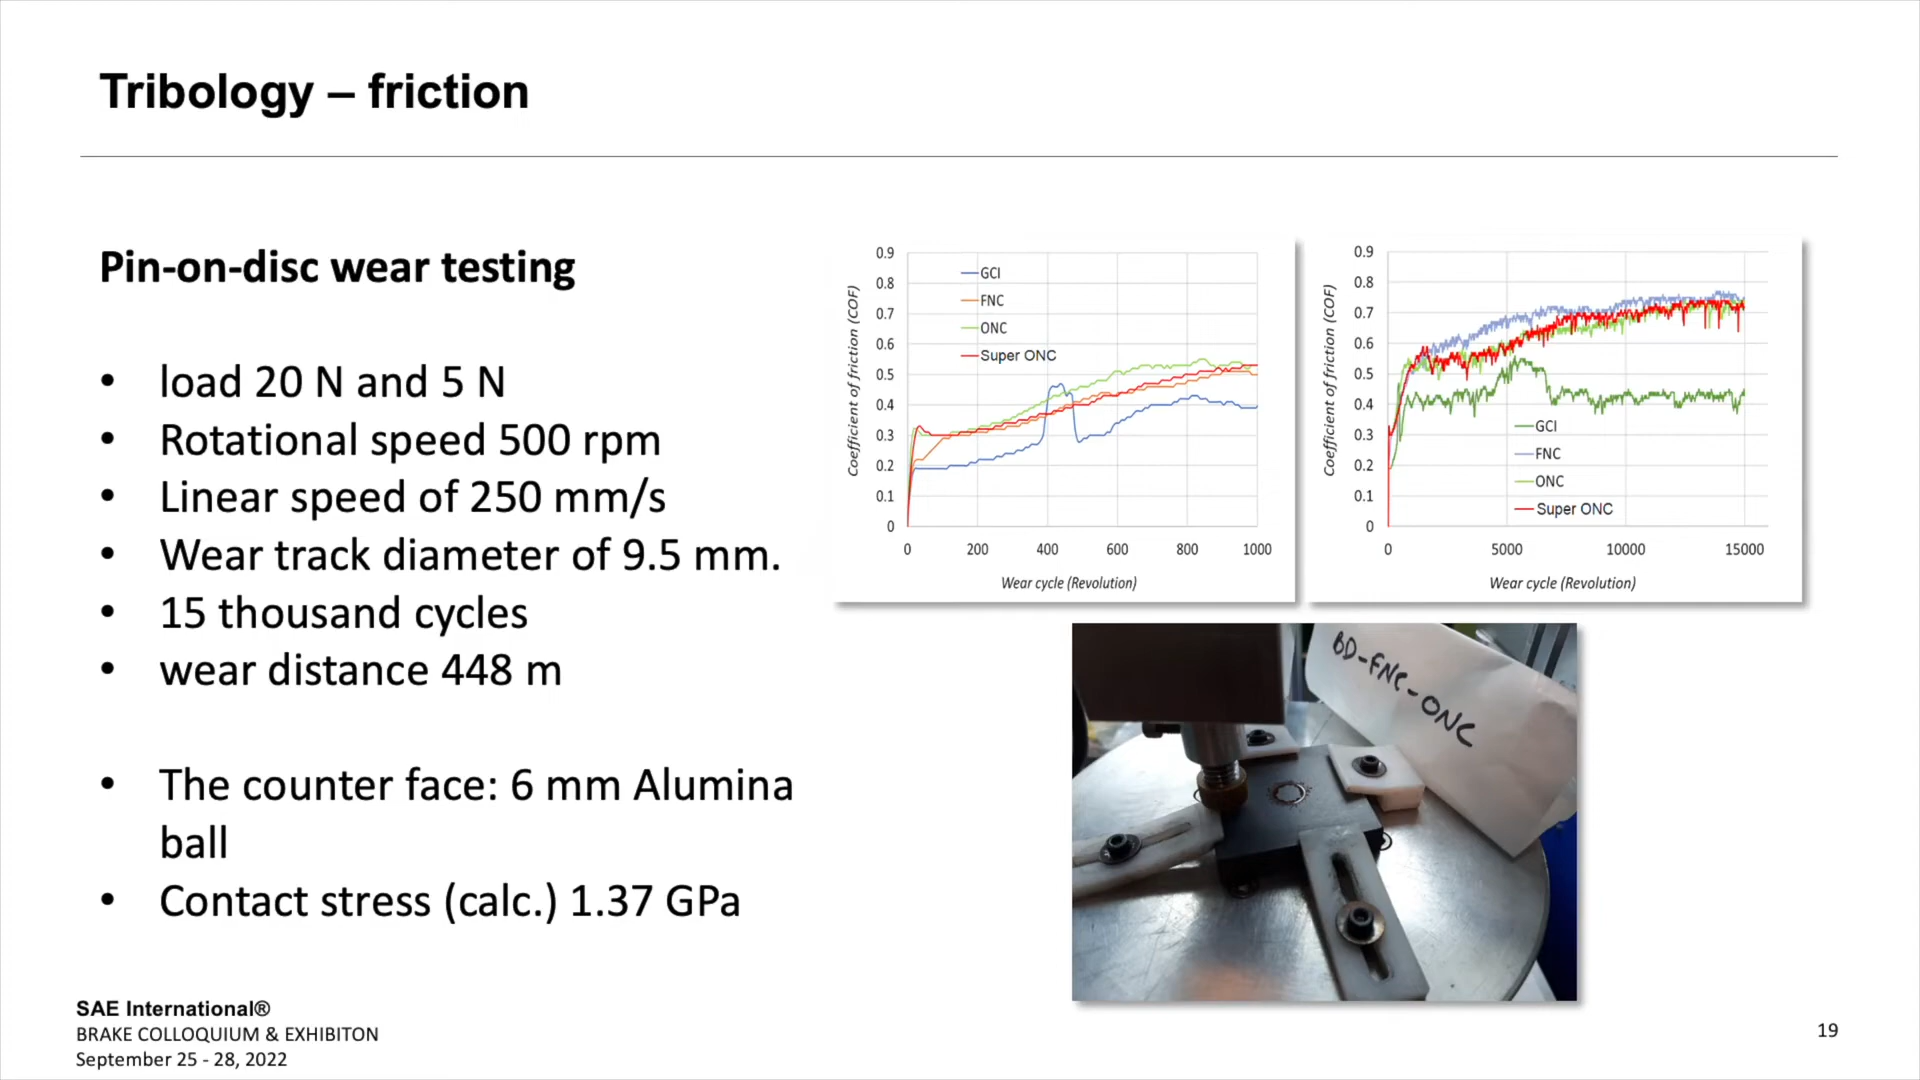 Tribology – friction
Pin-on-disc wear testing
• load 20 N and 5 N
• Rotational speed 500 rpm
• Linear speed of 250 mm/s
• Wear track diameter of 9.5 mm.
• 15 thousand cycles
• wear distance 448 m
• The counter face: 6 mm Alumina
ball
• Contact stress (calc.) 1.37 GPa
Coefficient of friction (COF)
0.9
0.8
0.7
0.6
0.5
0.4
0.3
0.2
0.1
0
GCI
FNC
ONC
Super ONC
0 200 400 600 800 1000
Wear cycle (Revolution)
Coefficient of friction (COF)
0.9
0.8
0.7
0.6
0.5
0.4
0.3
0.2
0.1
0
GCI
FNC
ONC
Super ONC
0 5000 10000 15000
Wear cycle (Revolution)
BD-FNC-ONC
SAE International®
BRAKE COLLOQUIUM & EXHIBITON
September 25 - 28, 2022
19